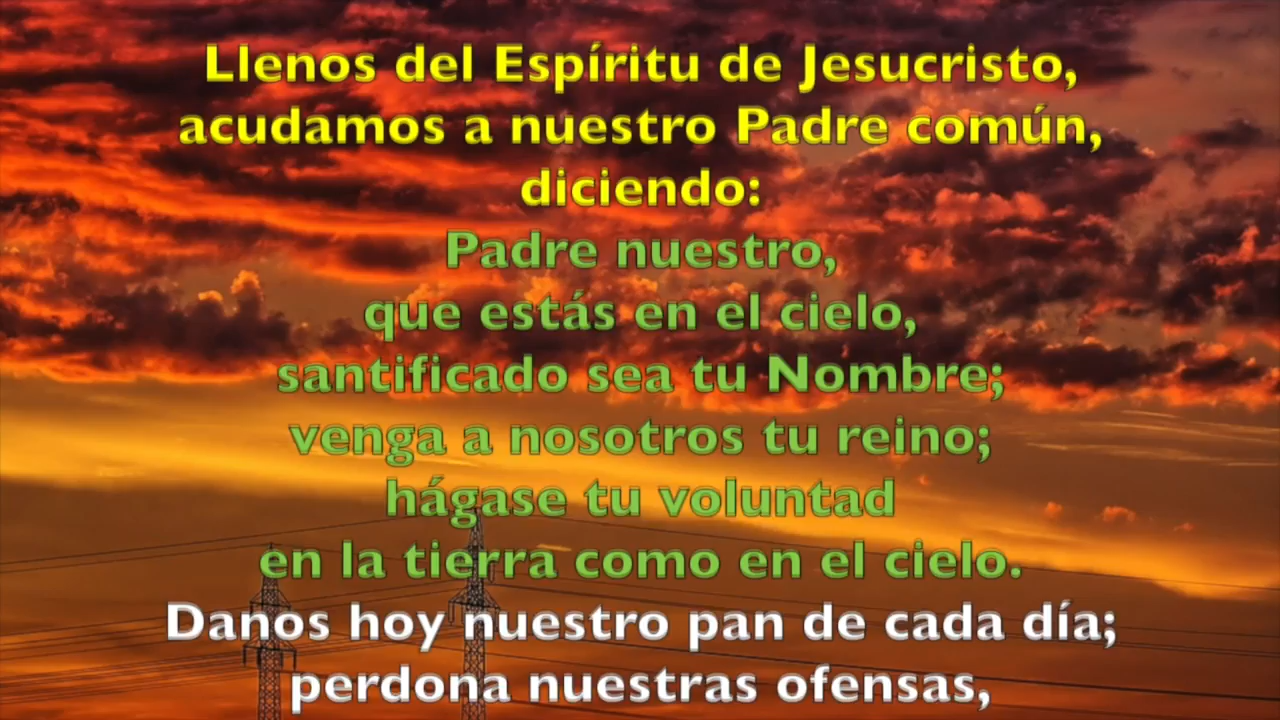 Llenos del Espíritu de Jesucristo,
acudamos a nuestro Padre común,
diciendo:
Padre nuestro,
que estás en el cielo,
santificado sea tu Nombre;
venga a nosotros tu reino;
hágase tu voluntad
en la tierra como en el cielo.
Danos hoy nuestro pan de cada día;
perdona nuestras ofensas,